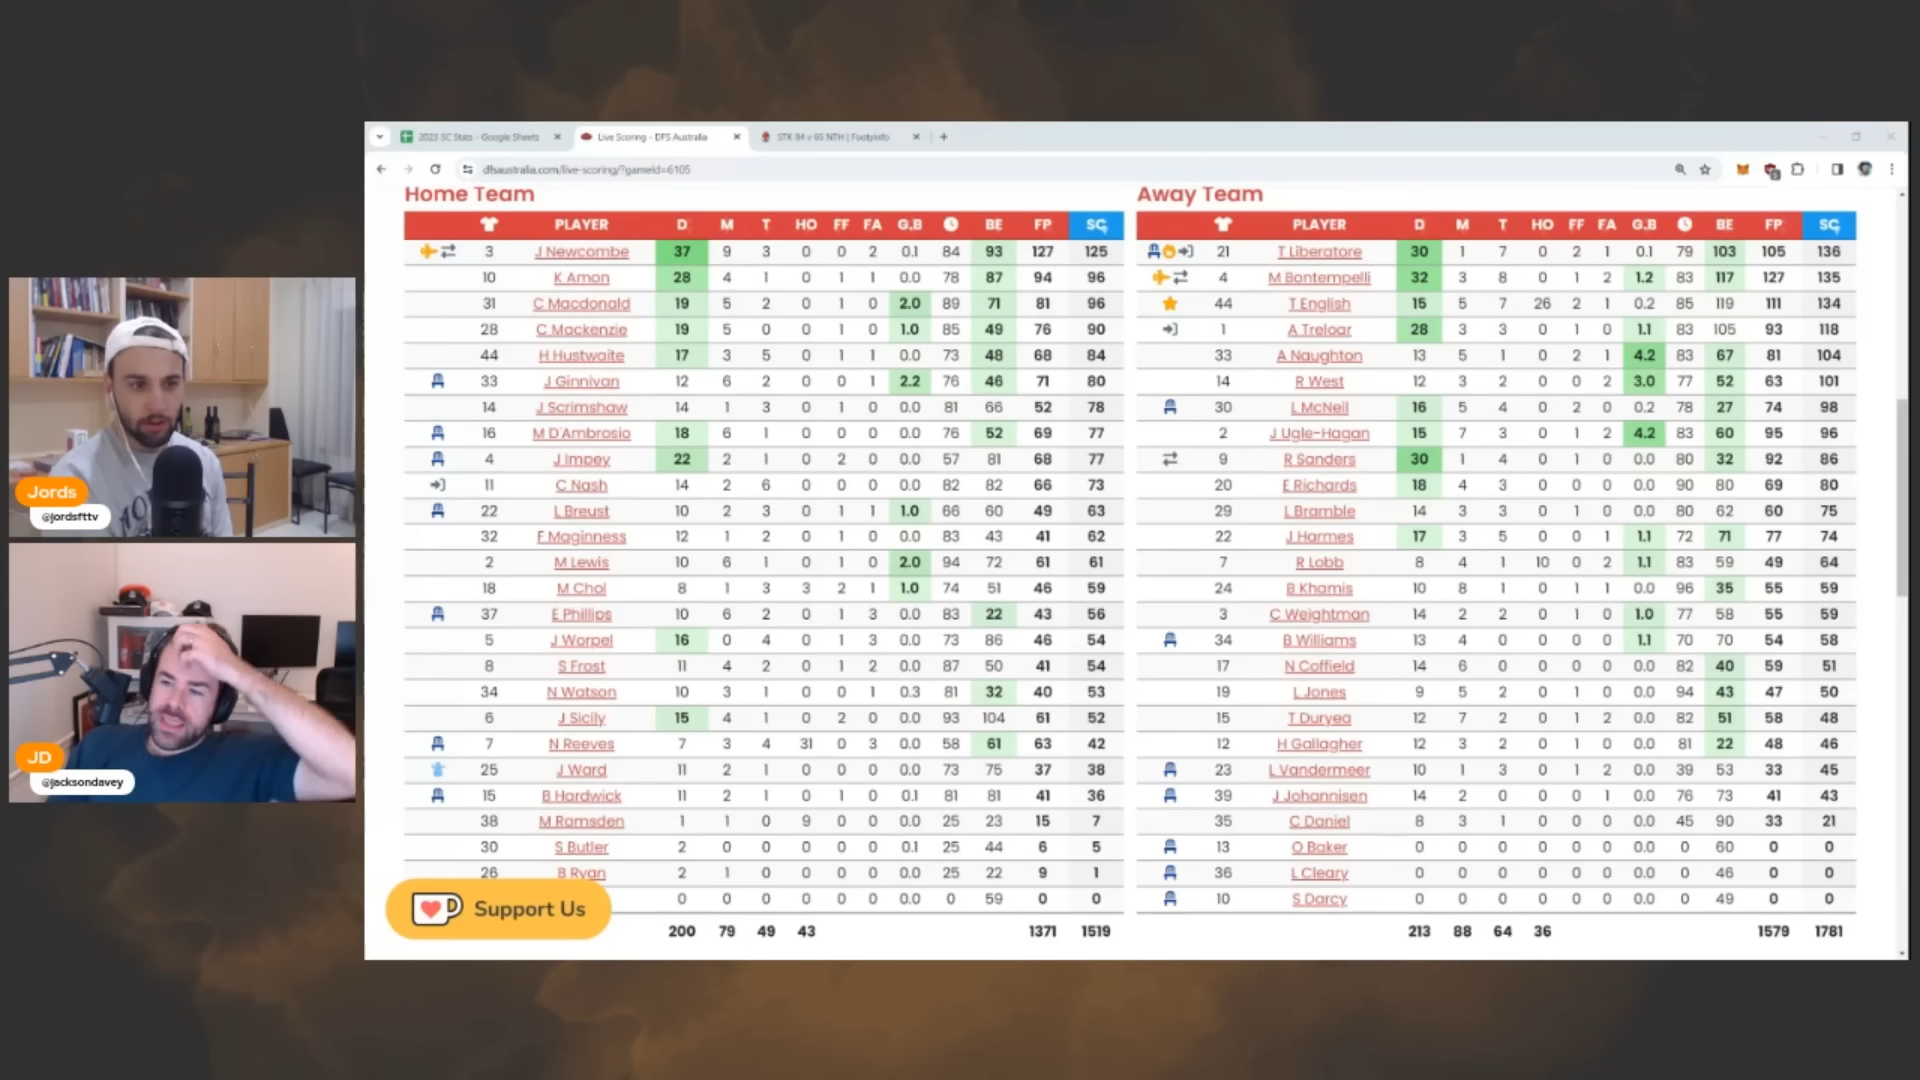 2023 SC Stats - Google Sheets
Live Scoring - DFS Australia
STK 84 v 65 NTH | Footyinfo
dfsaustralia.com/live-scoring/?gameId=6105
Home Team
PLAYER D M T HO FF FA G.B BE FP SC
3 J Newcombe 37 9 3 0 0 2 0.1 84 93 127 125
10 K Amon 28 4 1 0 1 1 0.0 78 87 94 96
31 C Macdonald 19 5 2 0 1 0 2.0 89 71 81 96
28 C Mackenzie 19 5 0 0 1 0 1.0 85 49 76 90
44 H Hustwaite 17 3 5 0 1 1 0.0 73 48 68 84
33 J Ginnivan 12 6 2 0 0 1 2.2 76 46 71 80
14 J Scrimshaw 14 1 3 0 1 0 0.0 81 66 52 78
16 M D'Ambrosio 18 6 1 0 0 0 0.0 76 52 69 77
4 J Impey 22 2 1 0 2 0 0.0 57 81 68 77
11 C Nash 14 2 6 0 0 0 0.0 82 82 66 73
22 L Breust 10 2 3 0 1 1 1.0 66 60 49 63
32 F Maginness 12 1 2 0 1 0 0.0 83 43 41 62
2 M Lewis 10 6 1 0 1 0 2.0 94 72 61 61
18 M Chol 8 1 3 3 2 1 1.0 74 51 46 59
37 E Phillips 10 6 2 0 1 3 0.0 83 22 43 56
5 J Worpel 16 0 4 0 1 3 0.0 73 86 46 54
8 S Frost 11 4 2 0 1 2 0.0 87 50 41 54
34 N Watson 10 3 1 0 0 1 0.3 81 32 40 53
6 J Sicily 15 4 1 0 2 0 0.0 93 104 61 52
7 N Reeves 7 3 4 31 0 3 0.0 58 61 63 42
25 J Ward 11 2 1 0 0 0 0.0 73 75 37 38
15 B Hardwick 11 2 1 0 1 0 0.1 81 81 41 36
38 M Ramsden 1 1 0 9 0 0 0.0 25 23 15 7
30 S Butler 2 0 0 0 0 0 0.1 25 44 6 5
26 B Ryan 2 1 0 0 0 0 0.0 25 22 9 1
0 0 0 0 0 0 0.0 0 59 0 0
200 79 49 43 1371 1519
Away Team
PLAYER D M T HO FF FA G.B BE FP SC
21 T Liberatore 30 1 7 0 2 1 0.1 79 103 105 136
4 M Bontempelli 32 3 8 0 1 2 1.2 83 117 127 135
44 T English 15 5 7 26 2 1 0.2 85 119 111 134
1 A Treloar 28 3 3 0 1 0 1.1 83 105 93 118
33 A Naughton 13 5 1 0 2 1 4.2 83 67 81 104
14 R West 12 3 2 0 0 2 3.0 77 52 63 101
30 L McNeil 16 5 4 0 2 0 0.2 78 27 74 98
2 J Ugle-Hagan 15 7 3 0 1 2 4.2 83 60 95 96
9 R Sanders 30 1 4 0 1 0 0.0 80 32 92 86
20 E Richards 18 4 3 0 0 0 0.0 90 80 69 80
29 L Bramble 14 3 3 0 1 0 0.0 80 62 60 75
22 J Harmes 17 3 5 0 0 1 1.1 72 71 77 74
7 R Lobb 8 4 1 10 0 2 1.1 83 59 49 64
24 B Khamis 10 8 1 0 1 1 0.0 96 35 55 59
3 C Weightman 14 2 2 0 1 0 1.0 77 58 55 59
34 B Williams 13 4 0 0 0 0 1.1 70 70 54 58
17 N Coffield 14 6 0 0 0 0 0.0 82 40 59 51
19 L Jones 9 5 2 0 1 0 0.0 94 43 47 50
15 T Duryea 12 7 2 0 1 2 0.0 82 51 58 48
12 H Gallagher 12 3 2 0 1 0 0.0 81 22 48 46
23 L Vandermeer 10 1 3 0 1 2 0.0 39 53 33 45
39 J Johannisen 14 2 0 0 0 1 0.0 76 73 41 43
35 C Daniel 8 3 1 0 0 0 0.0 45 90 33 21
13 O Baker 0 0 0 0 0 0 0.0 0 60 0 0
36 L Cleary 0 0 0 0 0 0 0.0 0 46 0 0
10 S Darcy 0 0 0 0 0 0 0.0 0 49 0 0
213 88 64 36 1579 1781
Support Us
Jords
@jordsfttv
JD
@jacksondavey